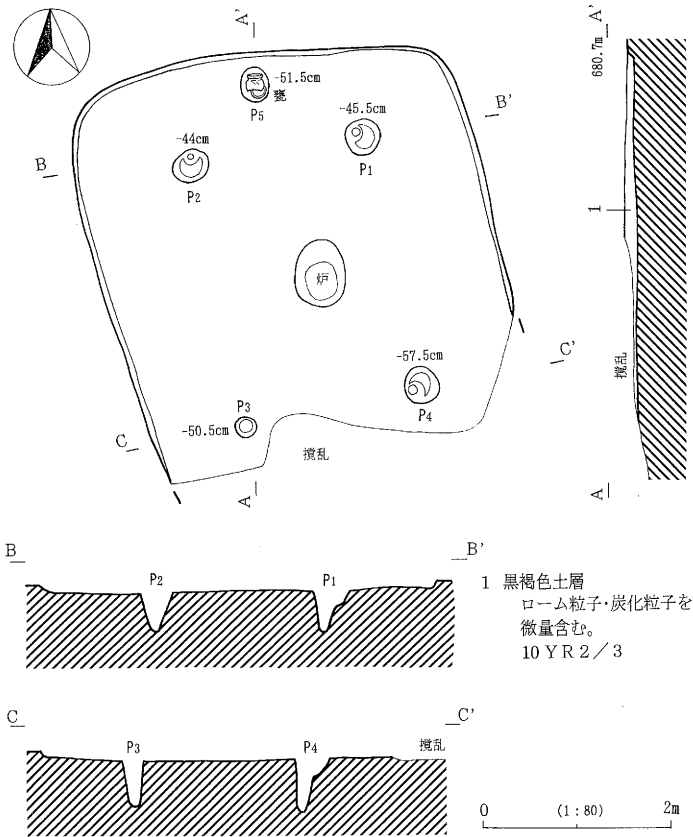 A'
A'
680.7m
-51.5cm
甕
P5
-45.5cm
P1
B'
-44cm
P2
B
1
炉
C'
-57.5cm
P4
P3
-50.5cm
C
撹乱
撹乱
A
A
B
P2
P1
B'
1 黒褐色土層
ローム粒子・炭化粒子を
微量含む。
10YR2/3
C
P3
P4
撹乱
C'
0 (1:80) 2m